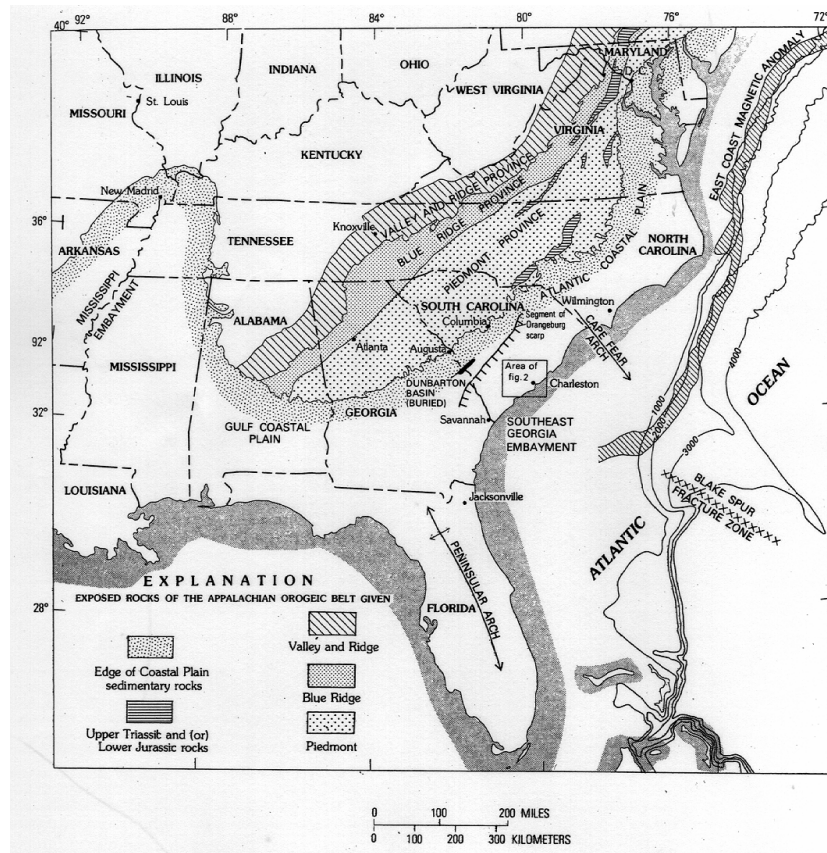 92°
88°
84°
80°
76°
72°
40°
ILLINOIS
INDIANA
OHIO
MARYLAND
D.C.
WEST VIRGINIA
MISSOURI
St. Louis
VIRGINIA
EAST COAST MAGNETIC ANOMALY
KENTUCKY
VALLEY AND RIDGE PROVINCE
BLUE RIDGE PROVINCE
PIEDMONT PROVINCE
ATLANTIC COASTAL PLAIN
New Madrid
36°
Knoxville
ARKANSAS
TENNESSEE
NORTH
CAROLINA
MISSISSIPPI
EMBAYMENT
SOUTH CAROLINA
Columbia
Wilmington
Segment of
Orangeburg
scarp
CAPE FEAR
ARCH
ALABAMA
Atlanta
Augusta
92°
MISSISSIPPI
DUNBARTON
BASIN
(BURIED)
Area of
fig. 2
Charleston
4000
1000
2000
3000
OCEAN
32°
GEORGIA
Savannah
GULF COASTAL
PLAIN
SOUTHEAST
GEORGIA
EMBAYMENT
LOUISIANA
Jacksonville
BLAKE SPUR
FRACTURE ZONE
ATLANTIC
PENINSULAR ARCH
FLORIDA
28°
EXPLANATION
EXPOSED ROCKS OF THE APPALACHIAN OROGEIC BELT GIVEN
Edge of Coastal Plain
sedimentary rocks
Upper Triassit and (or)
Lower Jurassic rocks
Valley and Ridge
Blue Ridge
Piedmont
0 100 200 MILES
0 100 200 300 KILOMETERS